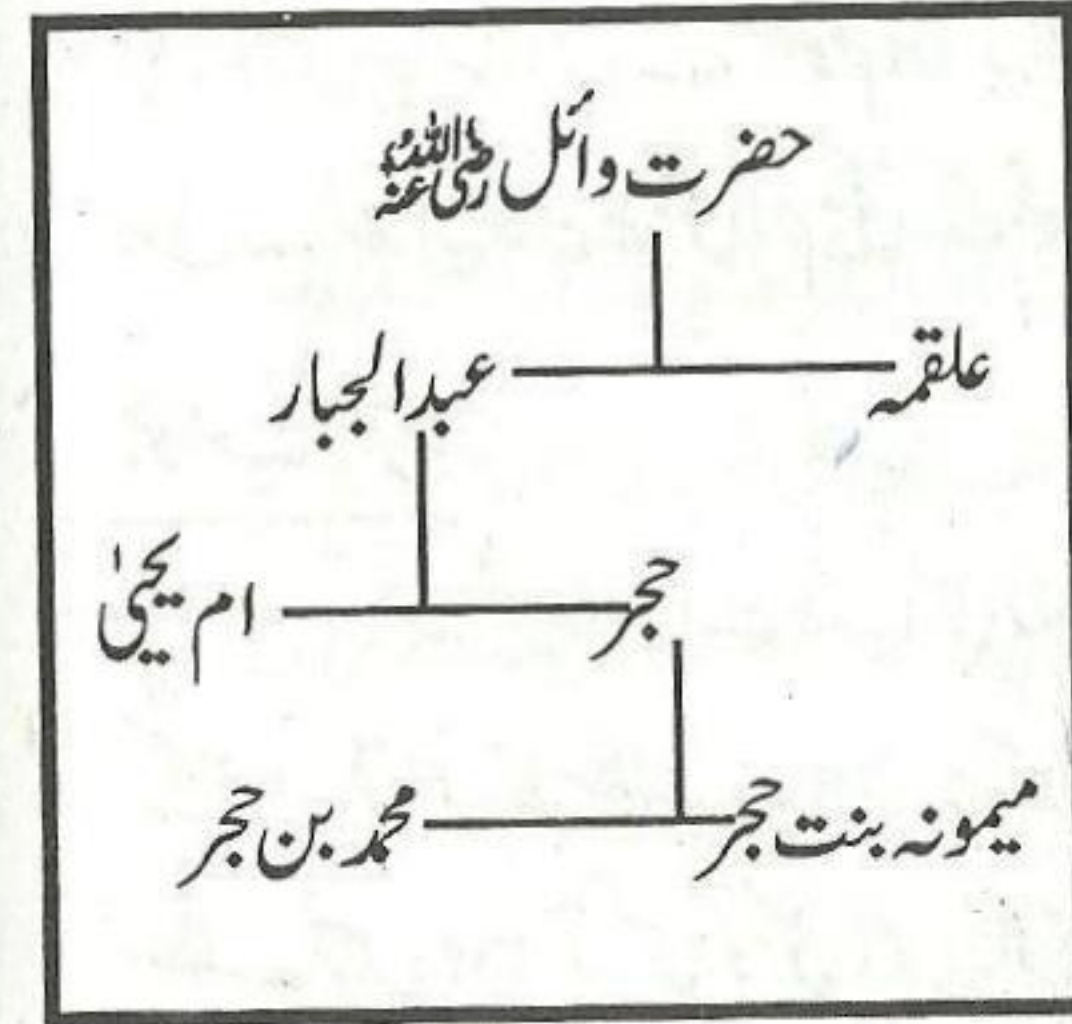 حضرت وائل رضی اللہ عنہ
علقمہ عبدالجبار
حجر ام یحییٰ
میمونہ بنت حجر محمد بن حجر